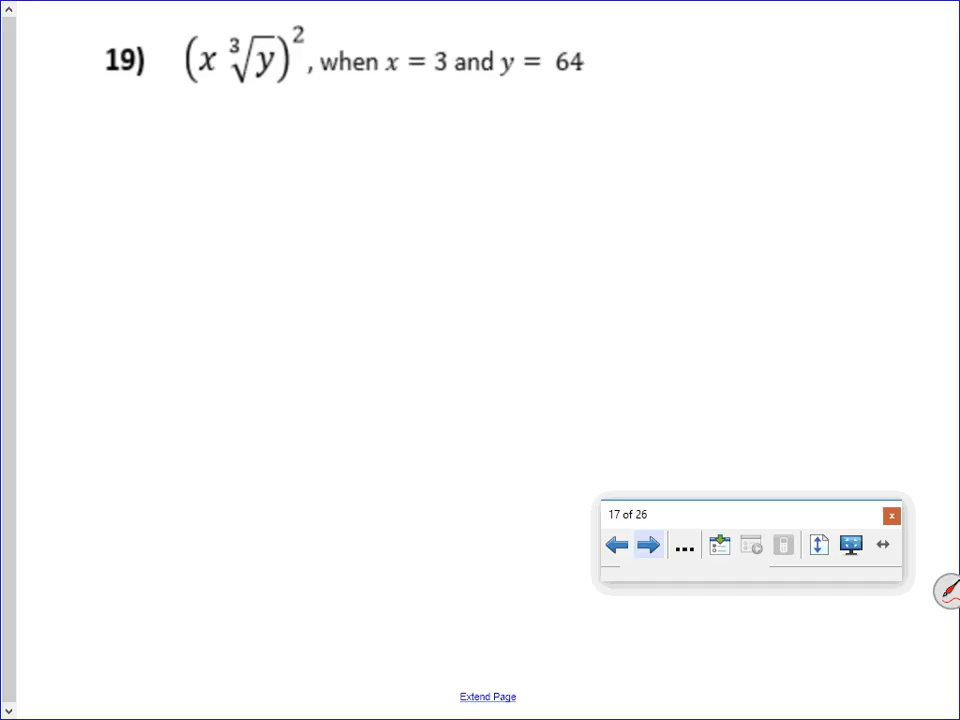 19) (x ∛y)², when x = 3 and y = 64
17 of 26
x
...
Extend Page